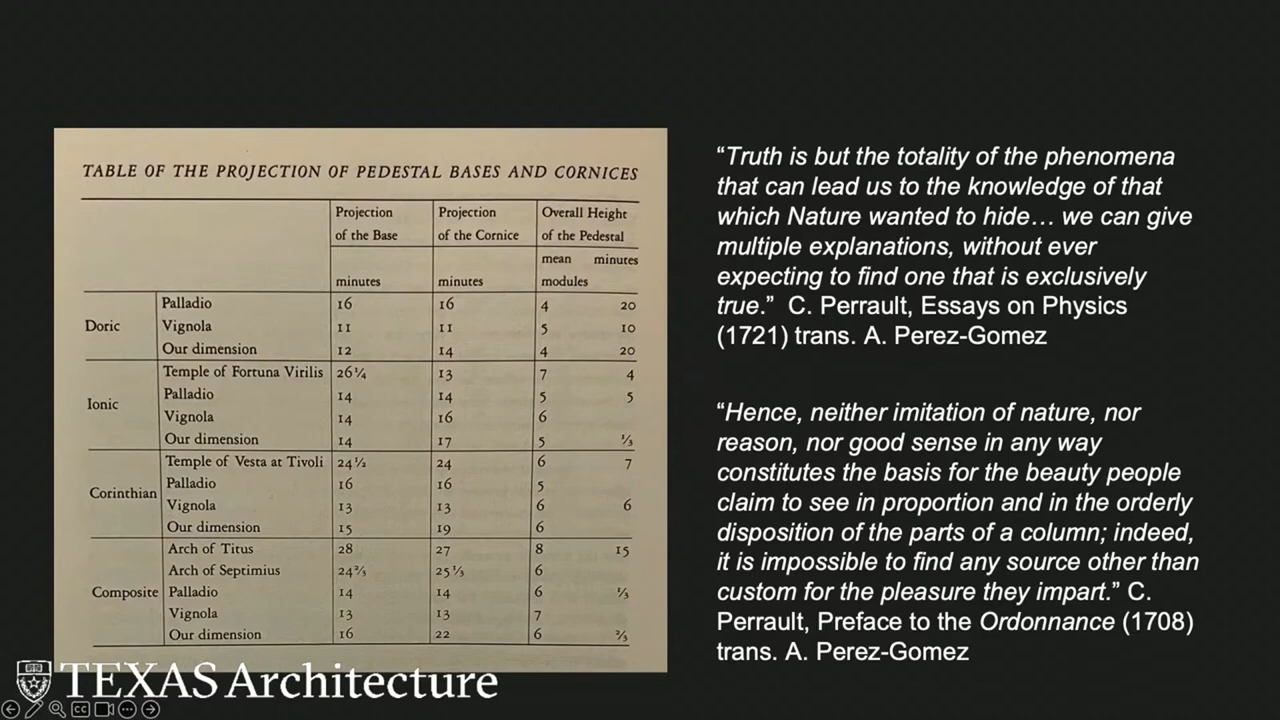 TABLE OF THE PROJECTION OF PEDESTAL BASES AND CORNICES
Projection of the Base
Projection of the Cornice
Overall Height of the Pedestal
minutes minutes mean modules minutes
Doric
Palladio 16 16 4 20
Vignola 11 11 5 10
Our dimension 12 14 4 20
Ionic
Temple of Fortuna Virilis 26¼ 13 7 4
Palladio 14 14 5 5
Vignola 14 16 6
Our dimension 14 17 5 ⅓
Corinthian
Temple of Vesta at Tivoli 24½ 24 6 7
Palladio 16 16 5
Vignola 13 13 6 6
Our dimension 15 19 6
Composite
Arch of Titus 28 27 8 15
Arch of Septimius 24⅔ 25⅓ 6
Palladio 14 14 6 ⅓
Vignola 13 13 7
Our dimension 16 22 6 ⅔
“Truth is but the totality of the phenomena
that can lead us to the knowledge of that
which Nature wanted to hide… we can give
multiple explanations, without ever
expecting to find one that is exclusively
true.” C. Perrault, Essays on Physics
(1721) trans. A. Perez-Gomez
“Hence, neither imitation of nature, nor
reason, nor good sense in any way
constitutes the basis for the beauty people
claim to see in proportion and in the orderly
disposition of the parts of a column; indeed,
it is impossible to find any source other than
custom for the pleasure they impart.” C.
Perrault, Preface to the Ordonnance (1708)
trans. A. Perez-Gomez
TEXAS Architecture
CC